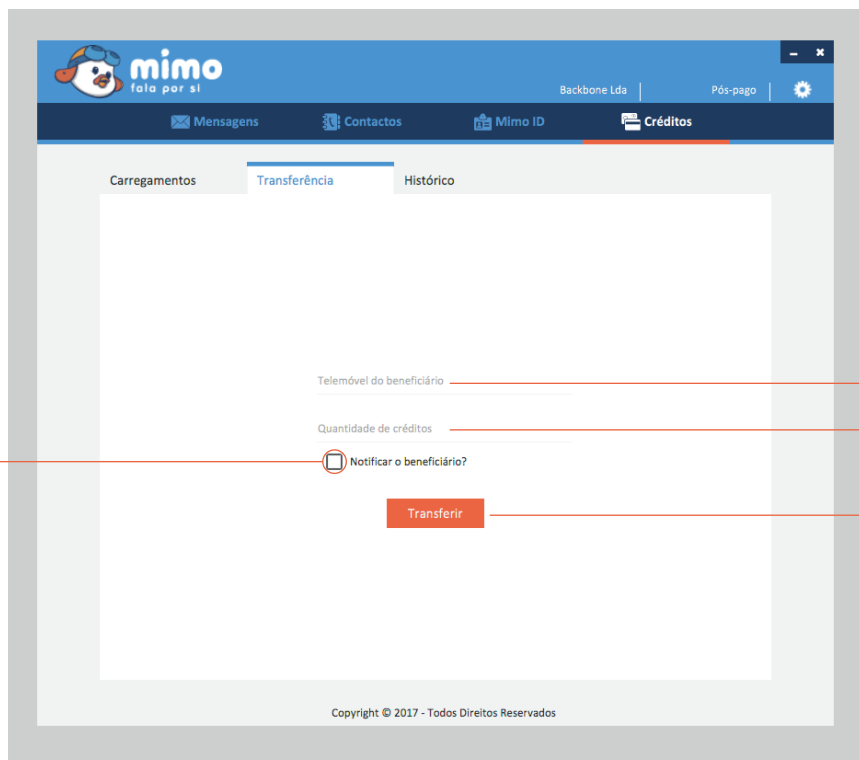 mimo
fala por si
Backbone Lda
Pós-pago
Mensagens
Contactos
Mimo ID
Créditos
Carregamentos
Transferência
Histórico
Telemóvel do beneficiário
Quantidade de créditos
Notificar o beneficiário?
Transferir
Copyright © 2017 - Todos Direitos Reservados